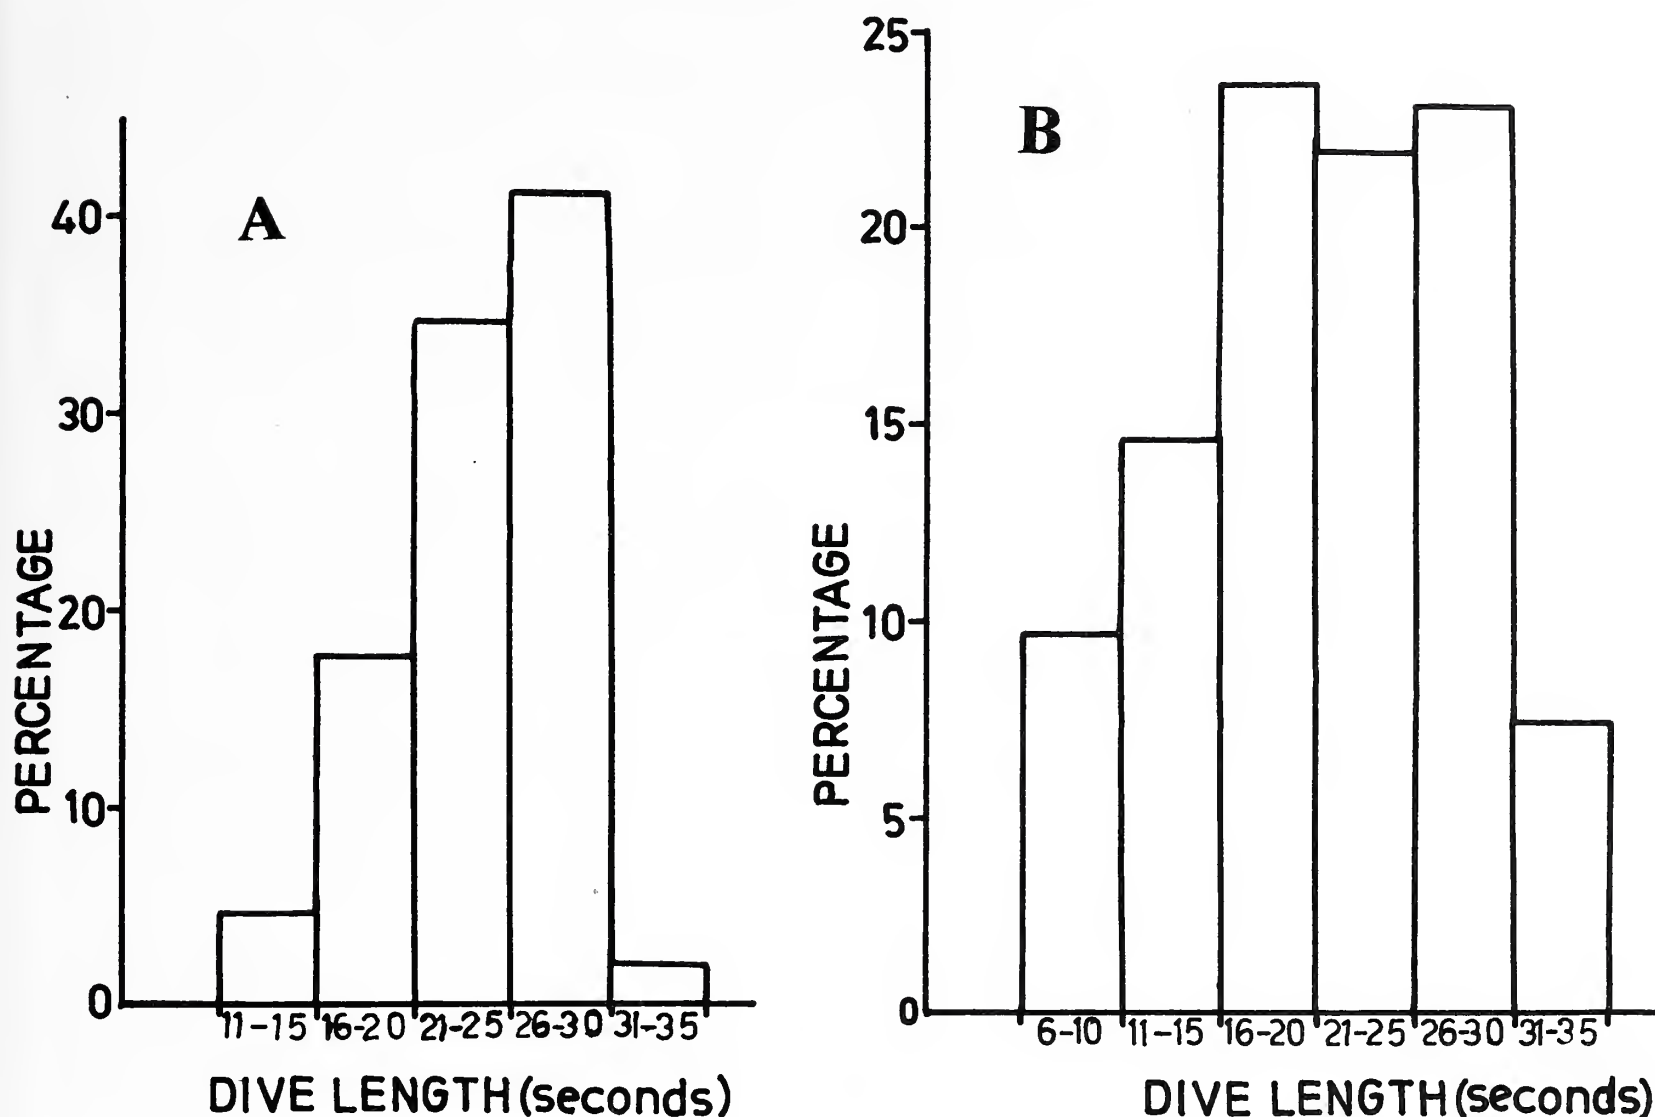 A
40
30
20
10
0
PERCENTAGE
11-15 16-20 21-25 26-30 31-35
DIVE LENGTH (seconds)
B
25
20
15
10
5
0
PERCENTAGE
6-10 11-15 16-20 21-25 26-30 31-35
DIVE LENGTH (seconds)